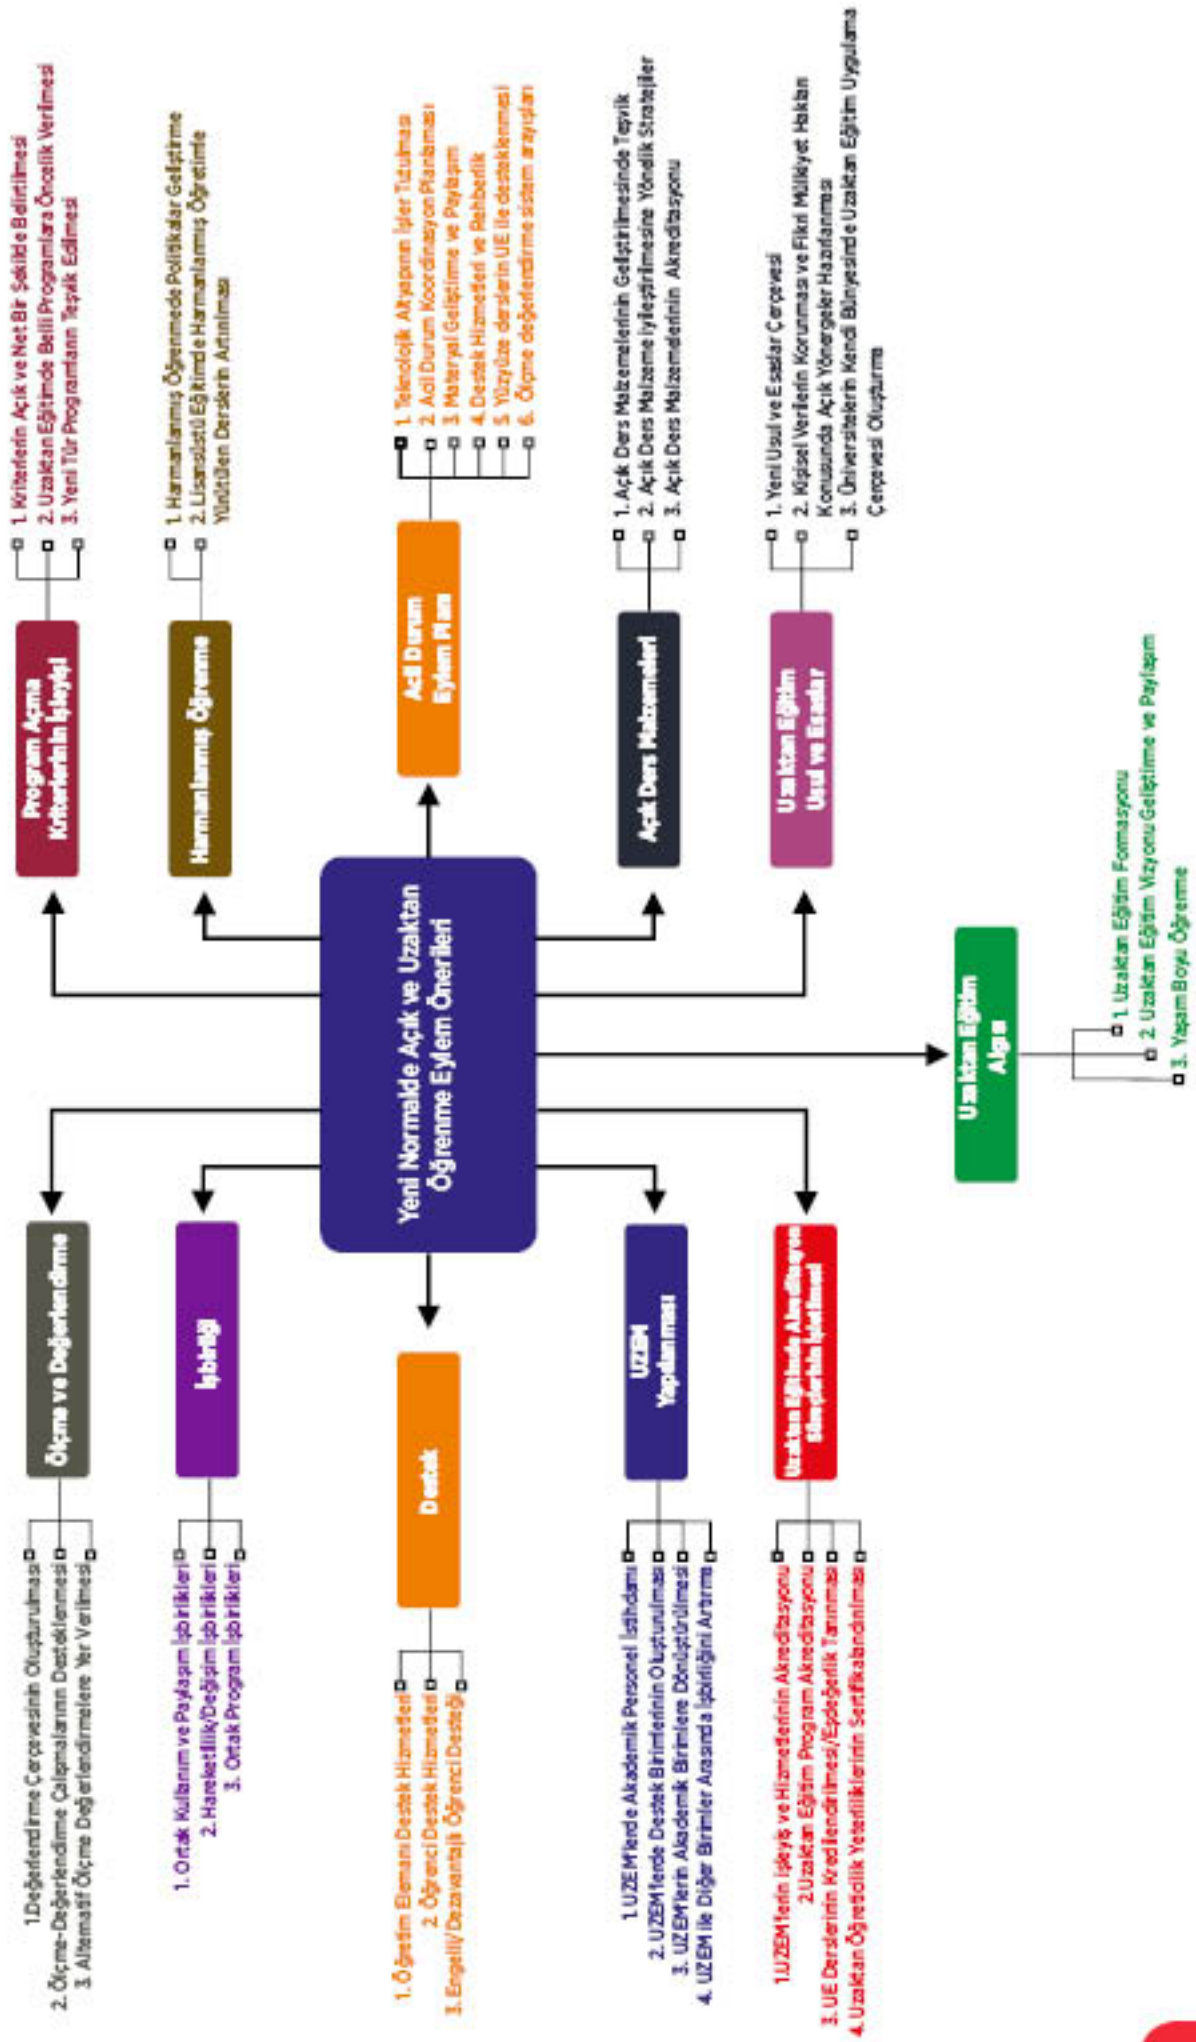 Yeni Normalde Açık ve Uzaktan
Öğrenme Eylem Önerileri
Ölçme ve Değerlendirme
1.Değerlendirme Çerçevesinin Oluşturulması
2. Ölçme-Değerlendirme Çalışmalarının Desteklenmesi
3. Alternatif Ölçme Değerlendirmelere Yer Verilmesi
İşbirliği
1. Ortak Kullanım ve Paylaşım İşbirlikleri
2. Hareketlilik/Değişim İşbirlikleri
3. Ortak Program İşbirlikleri
Destek
1. Öğretim Elemanı Destek Hizmetleri
2. Öğrenci Destek Hizmetleri
3. Engelli/Dezavantajlı Öğrenci Desteği
UZEM
Yapılanması
1. UZEM'lerde Akademik Personel İstihdamı
2. UZEM'lerde Destek Birimlerinin Oluşturulması
3. UZEM'lerin Akademik Birimlere Dönüştürülmesi
4. UZEM ile Diğer Birimler Arasında İşbirliğini Artırma
Uzaktan Eğitimde Akreditasyon
Süreçlerinin İşletilmesi
1.UZEM'lerin İşleyiş ve Hizmetlerinin Akreditasyonu
2.Uzaktan Eğitim Program Akreditasyonu
3. UE Derslerinin Kredilendirilmesi/Eşdeğerlik Tanınması
4. Uzaktan Öğreticilik Yeterliliklerinin Sertifikalandırılması
Program Açma
Kriterlerinin İşleyişi
1. Kriterlerin Açık ve Net Bir Şekilde Belirtilmesi
2. Uzaktan Eğitimde Belli Programlara Öncelik Verilmesi
3. Yeni Tür Programların Teşvik Edilmesi
Harmanlanmış Öğrenme
1. Harmanlanmış Öğrenmede Politikalar Geliştirme
2. Lisansüstü Eğitimde Harmanlanmış Öğretimle
Yürütülen Derslerin Artırılması
Acil Durum
Eylem Planı
1. Teknolojik Altyapının İşler Tutulması
2. Acil Durum Koordinasyon Planlaması
3. Materyal Geliştirme ve Paylaşım
4. Destek Hizmetleri ve Rehberlik
5. Yüzyüze derslerin UE ile desteklenmesi
6. Ölçme değerlendirme sistem arayışları
Açık Ders Malzemeleri
1. Açık Ders Malzemelerinin Geliştirilmesinde Teşvik
2. Açık Ders Malzeme İyileştirilmesine Yönelik Stratejiler
3. Açık Ders Malzemelerinin Akreditasyonu
Uzaktan Eğitim
Usul ve Esaslar
1. Yeni Usul ve Esaslar Çerçevesi
2. Kişisel Verilerin Korunması ve Fikri Mülkiyet Hakları
Konusunda Açık Yönergeler Hazırlanması
3. Üniversitelerin Kendi Bünyesinde Uzaktan Eğitim Uygulama
Çerçevesi Oluşturma
Uzaktan Eğitim
Algısı
1. Uzaktan Eğitim Formasyonu
2. Uzaktan Eğitim Vizyonu Geliştirme ve Paylaşım
3. Yaşam Boyu Öğrenme